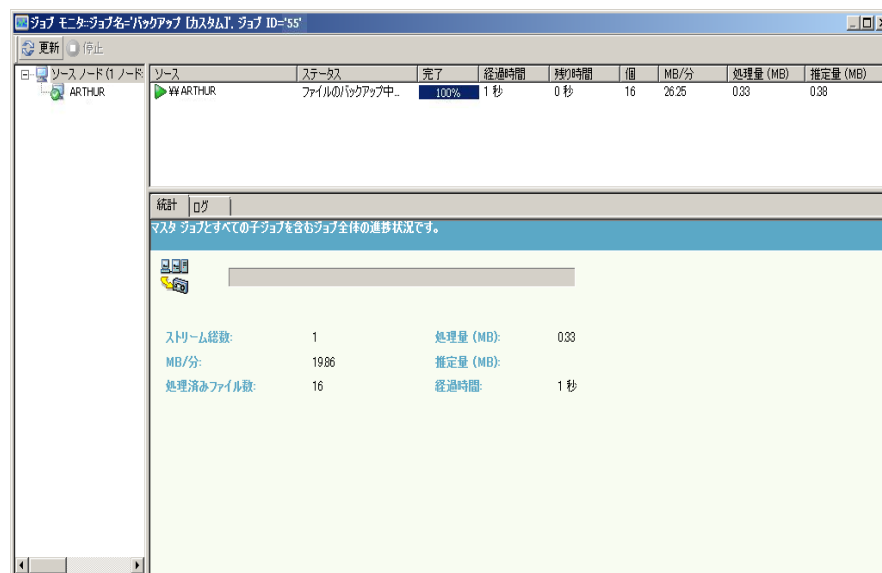 ジョブ モニタ::ジョブ名='バックアップ [カスタム]', ジョブ ID='55'
更新 停止
ソース ノード (1 ノード:
ARTHUR
ソース ステータス 完了 経過時間 残り時間 個 MB/分 処理量 (MB) 推定量 (MB)
¥¥ ARTHUR ファイルのバックアップ中... 100% 1 秒 0 秒 16 26.25 0.33 0.38
統計 ログ
マスタ ジョブとすべての子ジョブを含むジョブ全体の進捗状況です。
ストリーム総数: 1 処理量 (MB): 0.33
MB/分: 19.86 推定量 (MB):
処理済みファイル数: 16 経過時間: 1 秒